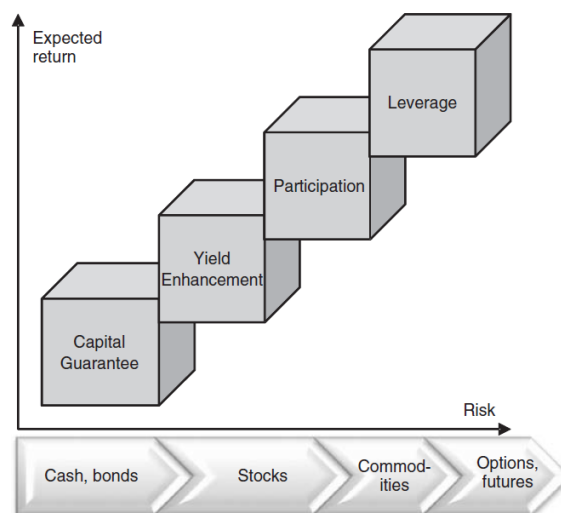 Expected
return
Leverage
Participation
Yield
Enhancement
Capital
Guarantee
Risk
Cash, bonds
Stocks
Commod-
ities
Options,
futures